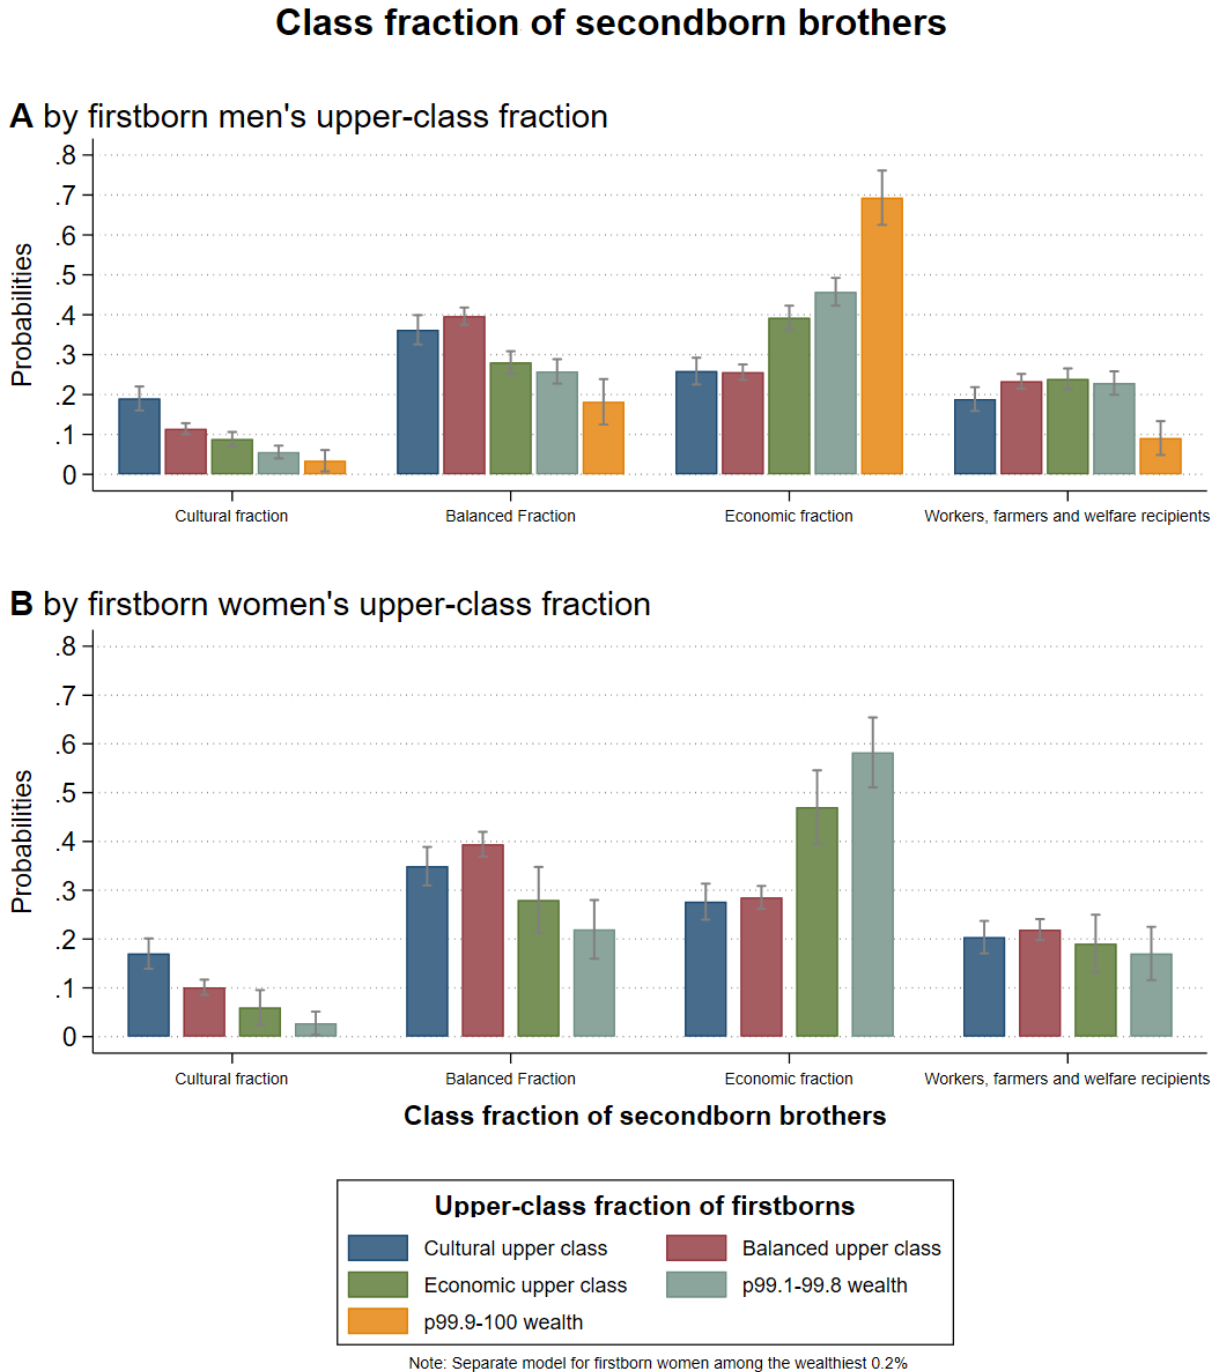 Class fraction of secondborn brothers
A by firstborn men's upper-class fraction
Probabilities
.8
.7
.6
.5
.4
.3
.2
.1
0
Cultural fraction
Balanced Fraction
Economic fraction
Workers, farmers and welfare recipients
B by firstborn women's upper-class fraction
Probabilities
.8
.7
.6
.5
.4
.3
.2
.1
0
Cultural fraction
Balanced Fraction
Economic fraction
Workers, farmers and welfare recipients
Class fraction of secondborn brothers
Upper-class fraction of firstborns
Cultural upper class
Balanced upper class
Economic upper class
p99.1-99.8 wealth
p99.9-100 wealth
Note: Separate model for firstborn women among the wealthiest 0.2%